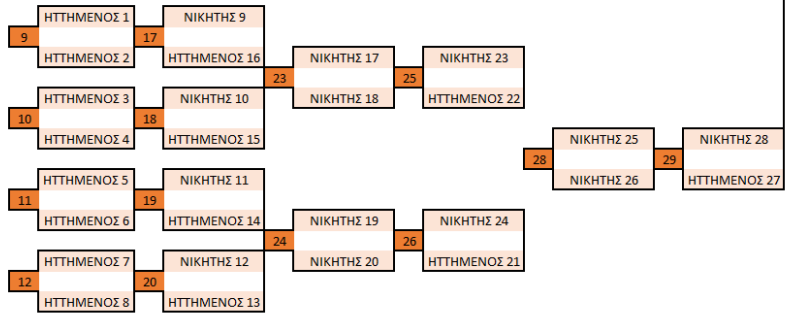 ΗΤΤΗΜΕΝΟΣ 1
ΝΙΚΗΤΗΣ 9
9
17
ΗΤΤΗΜΕΝΟΣ 2
ΝΙΚΗΤΗΣ 16
ΝΙΚΗΤΗΣ 17
ΝΙΚΗΤΗΣ 23
23
25
ΗΤΤΗΜΕΝΟΣ 3
ΝΙΚΗΤΗΣ 10
ΝΙΚΗΤΗΣ 18
ΗΤΤΗΜΕΝΟΣ 22
10
18
ΗΤΤΗΜΕΝΟΣ 4
ΗΤΤΗΜΕΝΟΣ 15
ΝΙΚΗΤΗΣ 25
ΝΙΚΗΤΗΣ 28
28
29
ΗΤΤΗΜΕΝΟΣ 5
ΝΙΚΗΤΗΣ 11
ΝΙΚΗΤΗΣ 26
ΗΤΤΗΜΕΝΟΣ 27
11
19
ΗΤΤΗΜΕΝΟΣ 6
ΗΤΤΗΜΕΝΟΣ 14
ΝΙΚΗΤΗΣ 19
ΝΙΚΗΤΗΣ 24
24
26
ΗΤΤΗΜΕΝΟΣ 7
ΝΙΚΗΤΗΣ 12
ΝΙΚΗΤΗΣ 20
ΗΤΤΗΜΕΝΟΣ 21
12
20
ΗΤΤΗΜΕΝΟΣ 8
ΗΤΤΗΜΕΝΟΣ 13